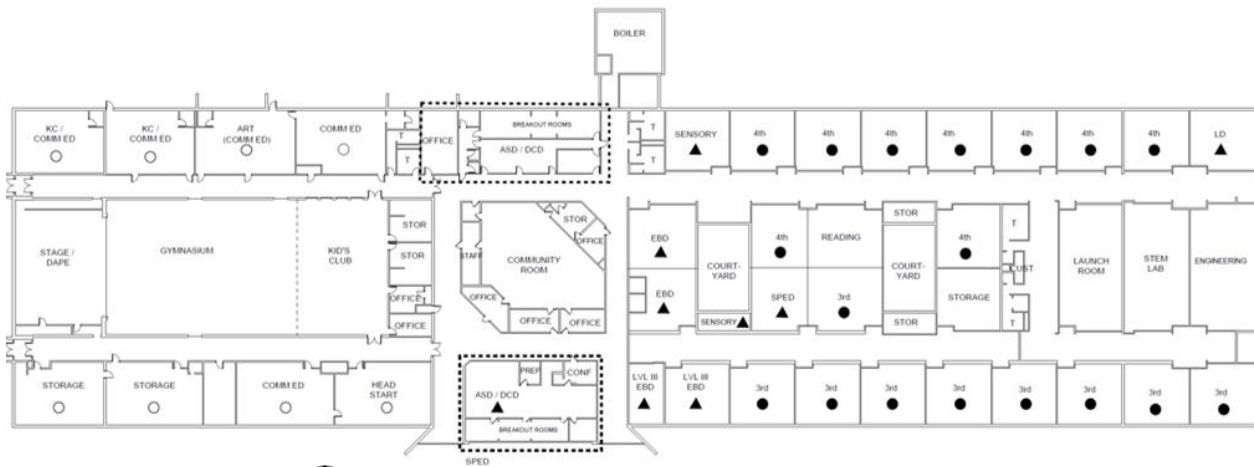 BOILER
KC /
COMM ED
KC /
COMM ED
ART
(COMM ED)
COMM ED
T
T
OFFICE
BREAKOUT ROOMS
ASD / DCD
T
T
SENSORY
4th
4th
4th
4th
4th
4th
4th
LD
STAGE /
DAPE
GYMNASIUM
KID'S
CLUB
STOR
STOR
OFFICE
OFFICE
STAFF
STOR
OFFICE
COMMUNITY
ROOM
OFFICE
OFFICE
OFFICE
EBD
EBD
COURT-
YARD
SENSORY
4th
READING
SPED
3rd
STOR
COURT-
YARD
STOR
4th
STORAGE
T
CUST
T
LAUNCH
ROOM
STEM
LAB
ENGINEERING
STORAGE
STORAGE
COMM ED
HEAD
START
PREP
CONF
ASD / DCD
BREAKOUT ROOMS
SPED
LVL III
EBD
LVL III
EBD
3rd
3rd
3rd
3rd
3rd
3rd
3rd